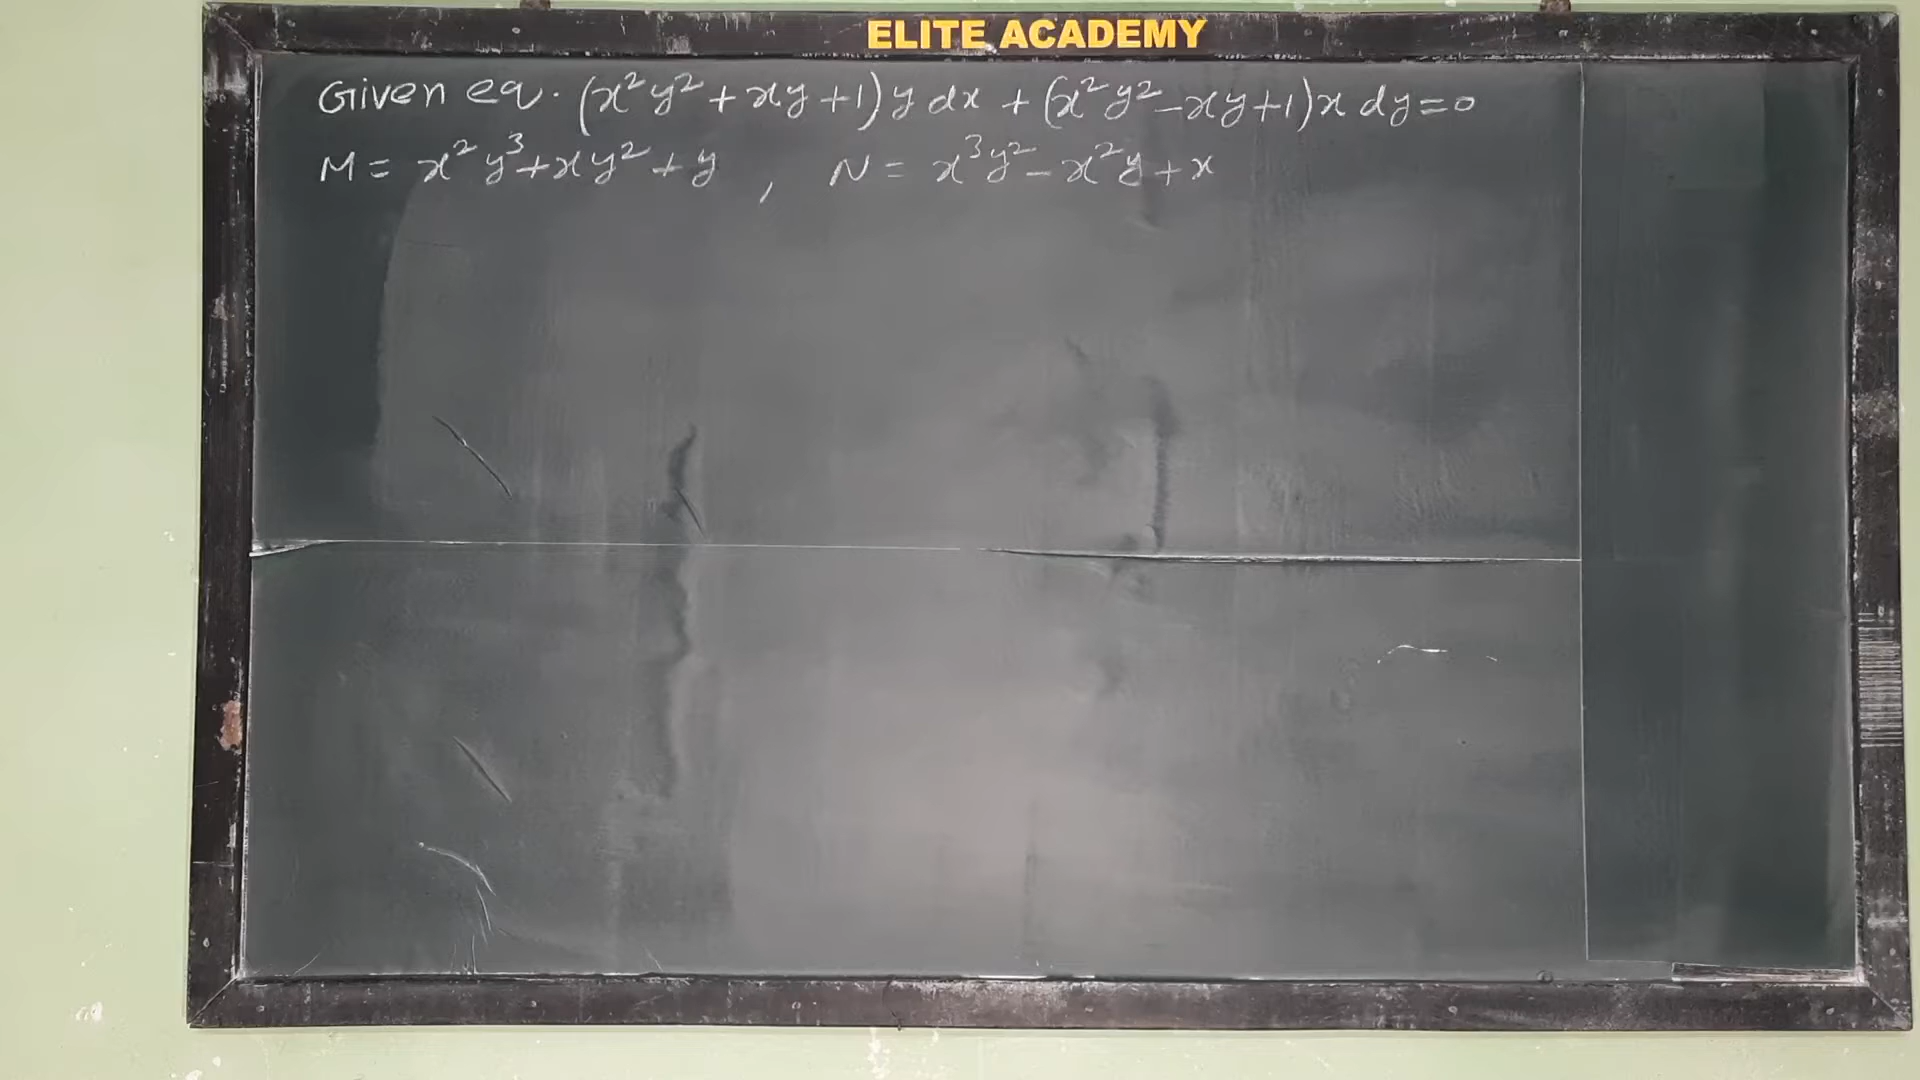 ELITE ACADEMY
Given eq. (x²y² + xy + 1) y dx + (x²y² - xy + 1) x dy = 0
M = x²y³ + xy² + y , N = x³y² - x²y + x